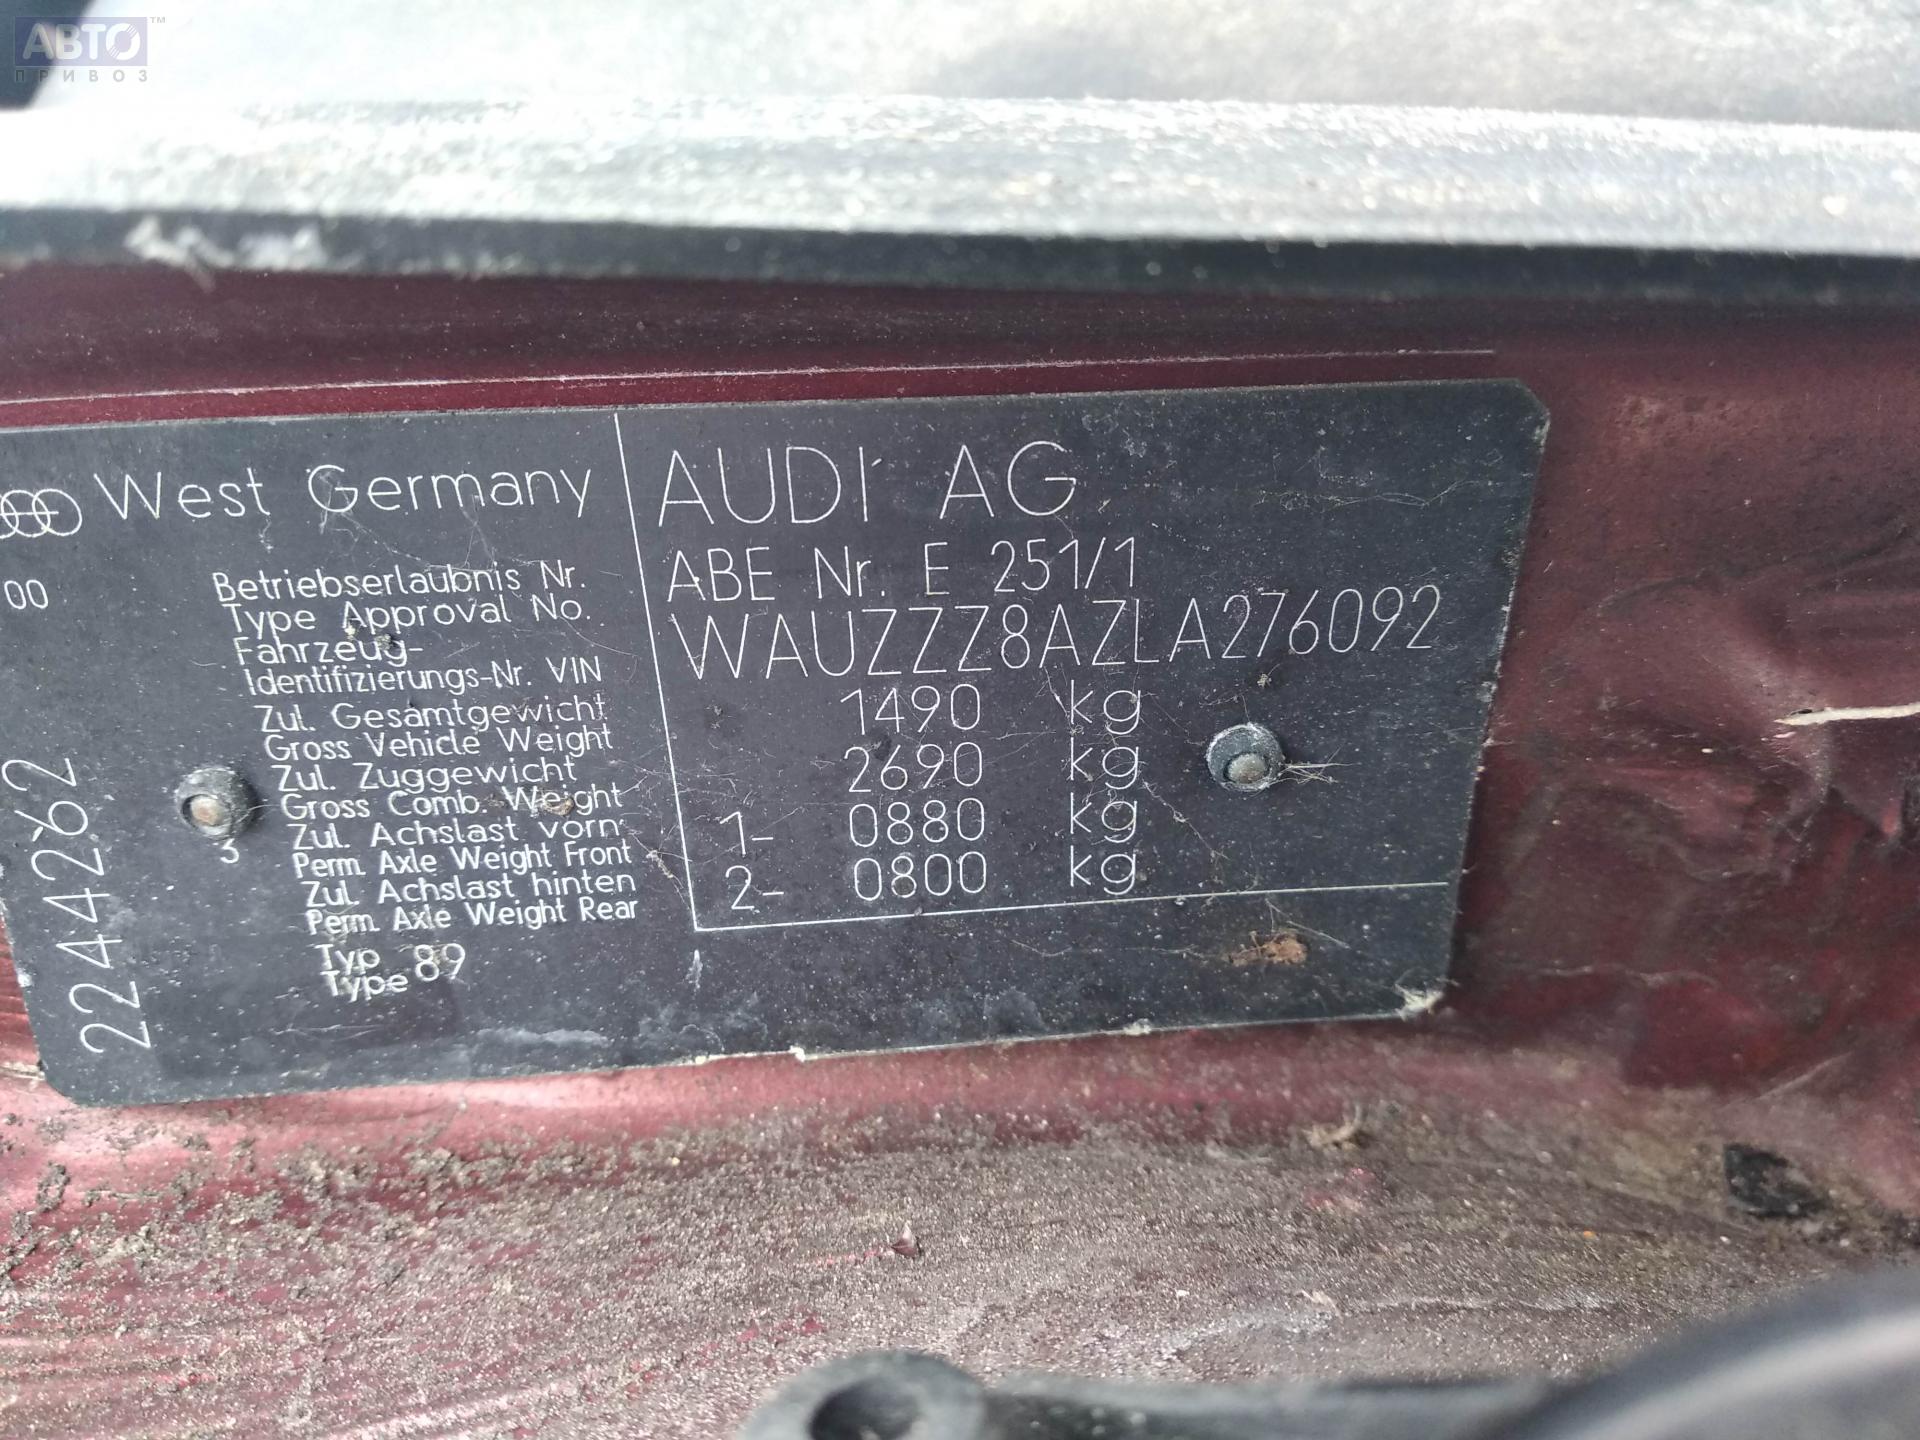 АВТО™
ПРИВОЗ
West Germany
AUDI AG
00
Betriebserlaubnis Nr.
Type Approval No.
ABE Nr. E 251/1
Fahrzeug-
Identifizierungs-Nr. VIN
WAUZZZ8AZLA276092
Zul. Gesamtgewicht
Gross Vehicle Weight
1490 kg
Zul. Zuggewicht
Gross Comb. Weight
2690 kg
Zul. Achslast vorn
Perm. Axle Weight Front
1- 0880 kg
Zul. Achslast hinten
Perm. Axle Weight Rear
2- 0800 kg
Typ
Type 89
3
2244262